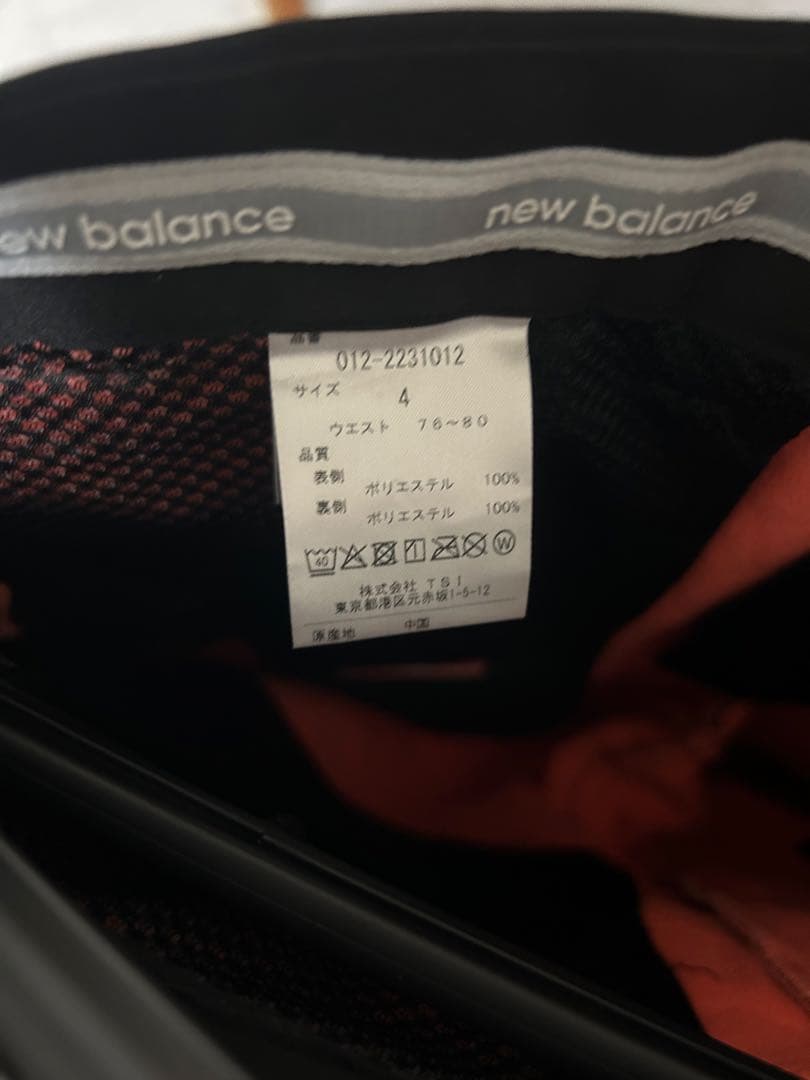 ew balance
new balance
品番
012-2231012
サイズ 4
ウエスト 76～80
品質
表側 ポリエステル 100%
裏側 ポリエステル 100%
40 W
株式会社 TSI
東京都港区元赤坂1-5-12
原産地 中国